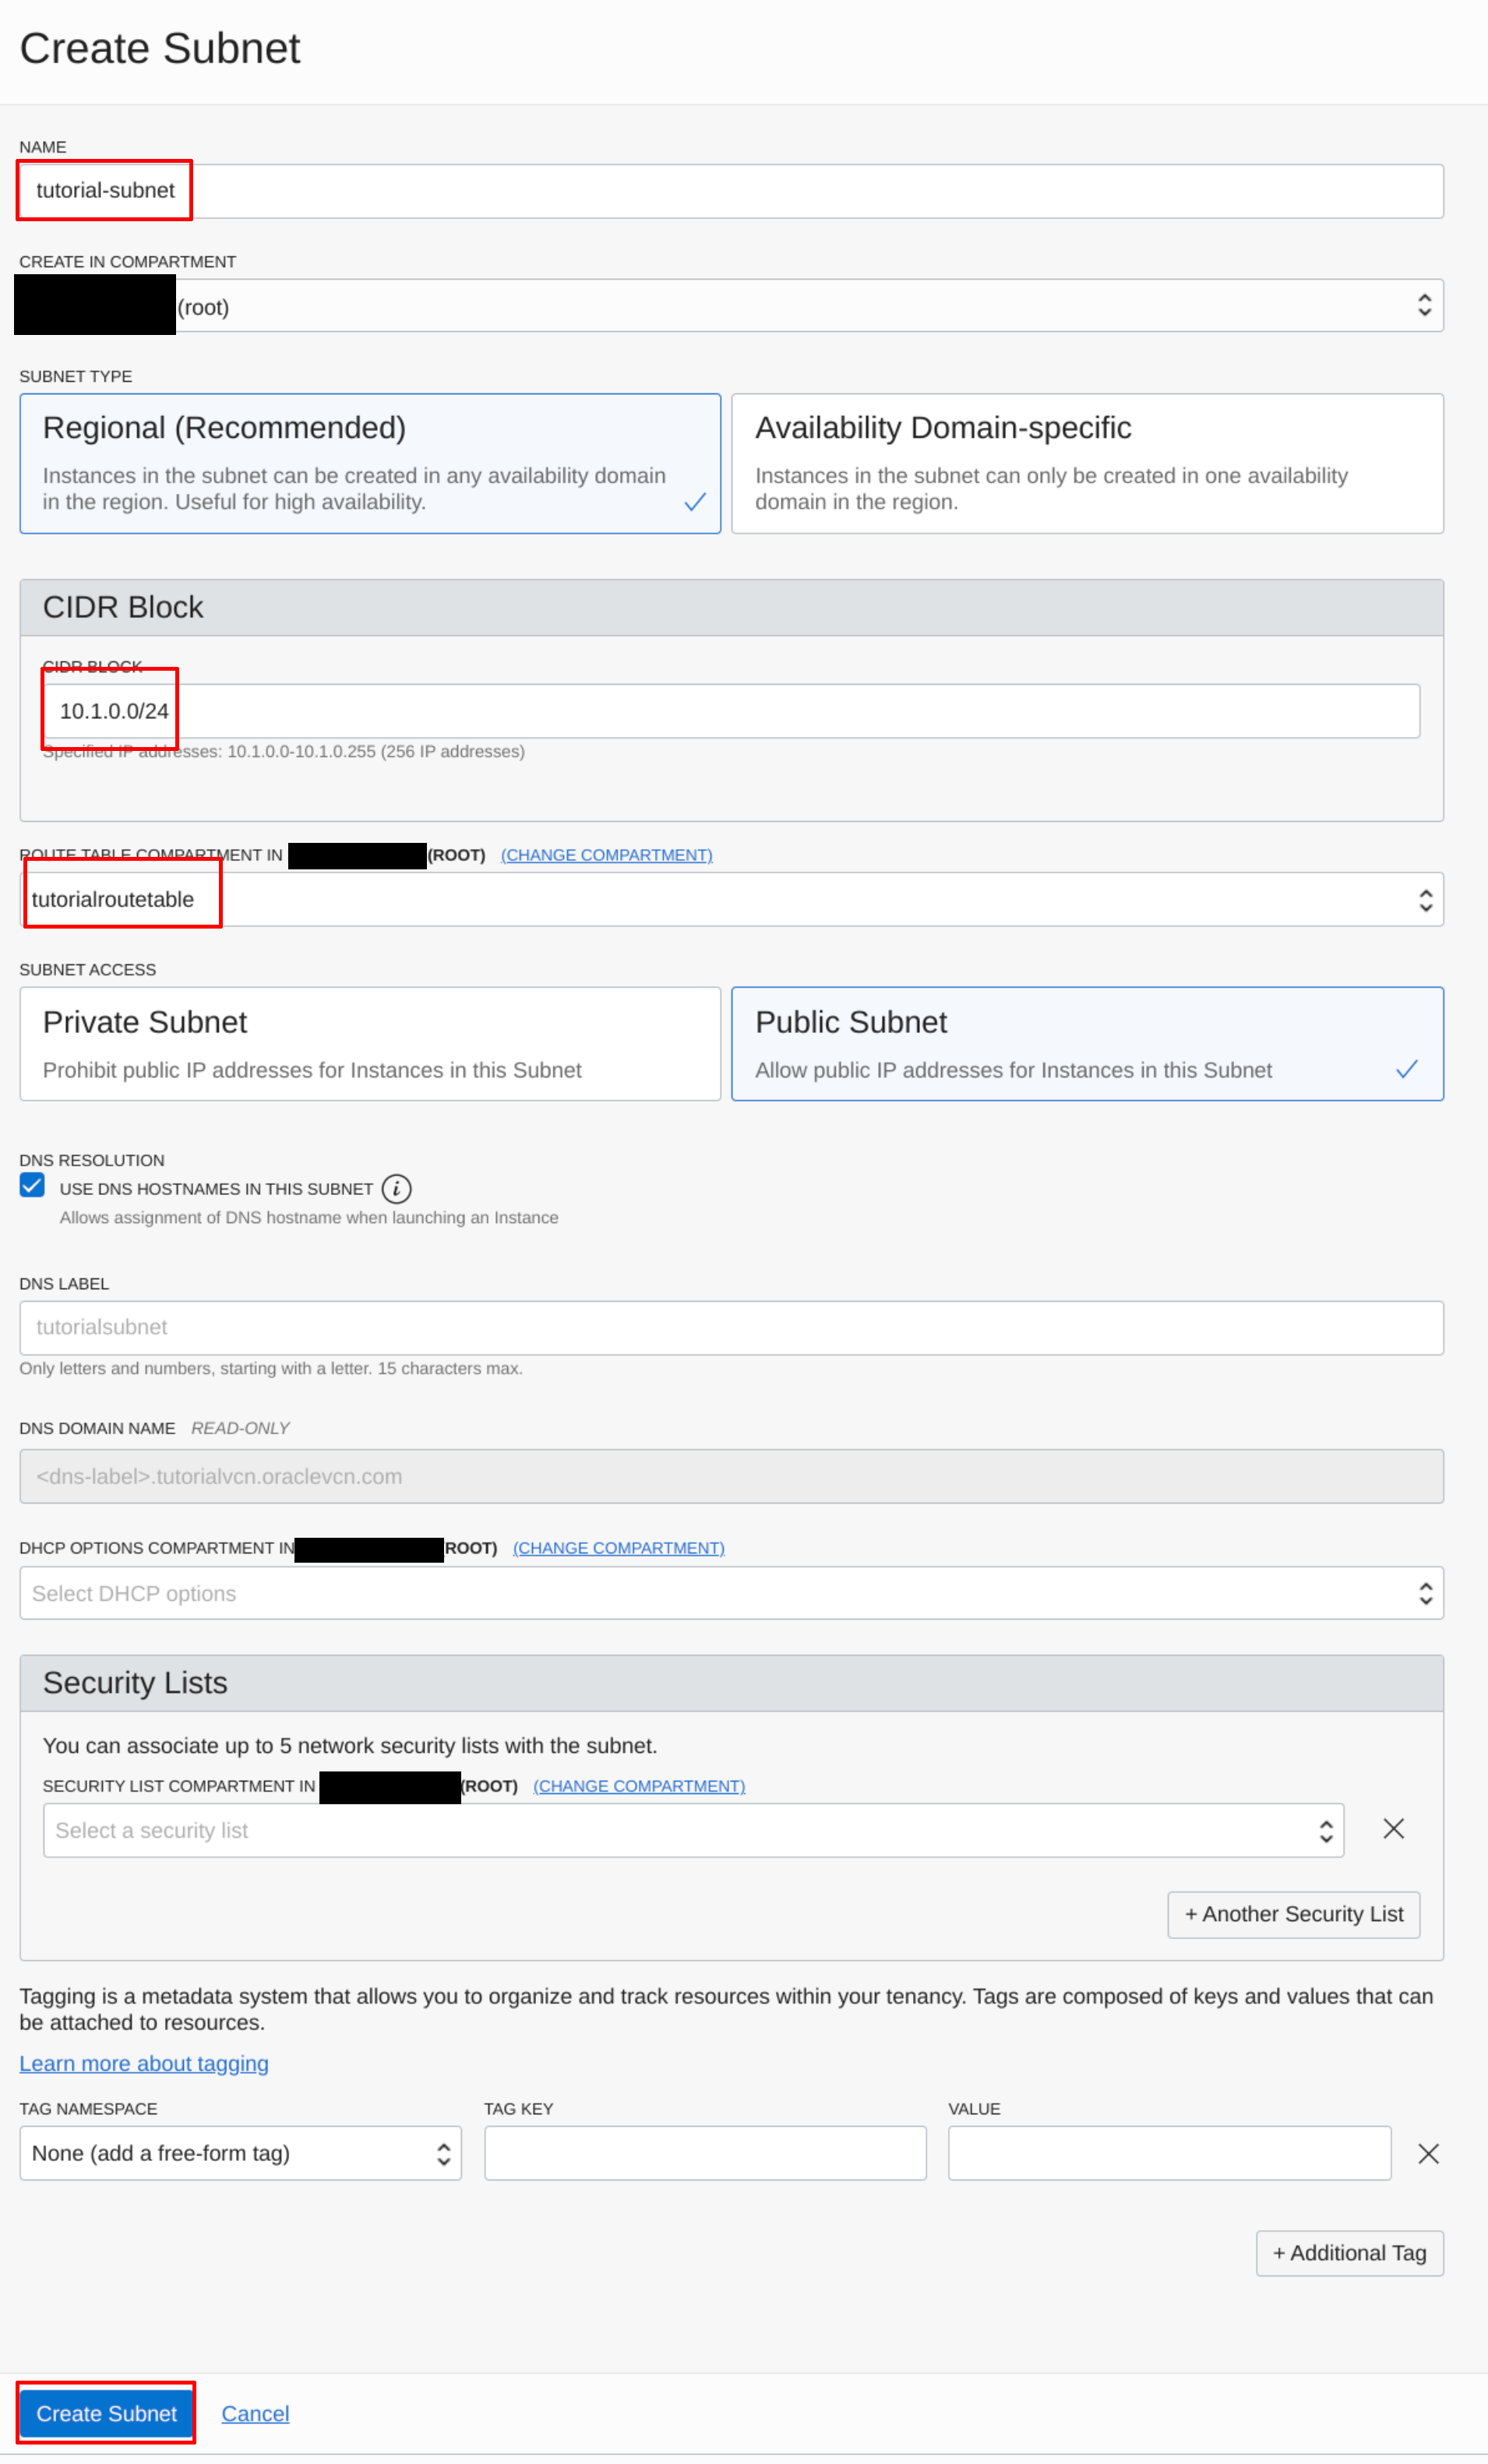 Create Subnet
NAME
tutorial-subnet
CREATE IN COMPARTMENT
(root)
SUBNET TYPE
Regional (Recommended)
Instances in the subnet can be created in any availability domain
in the region. Useful for high availability.
Availability Domain-specific
Instances in the subnet can only be created in one availability
domain in the region.
CIDR Block
CIDR BLOCK
10.1.0.0/24
Specified IP addresses: 10.1.0.0-10.1.0.255 (256 IP addresses)
ROUTE TABLE COMPARTMENT IN (ROOT) (CHANGE COMPARTMENT)
tutorialroutetable
SUBNET ACCESS
Private Subnet
Prohibit public IP addresses for Instances in this Subnet
Public Subnet
Allow public IP addresses for Instances in this Subnet
DNS RESOLUTION
USE DNS HOSTNAMES IN THIS SUBNET i
Allows assignment of DNS hostname when launching an Instance
DNS LABEL
tutorialsubnet
Only letters and numbers, starting with a letter. 15 characters max.
DNS DOMAIN NAME READ-ONLY
<dns-label>.tutorialvcn.oraclevcn.com
DHCP OPTIONS COMPARTMENT IN ROOT) (CHANGE COMPARTMENT)
Select DHCP options
Security Lists
You can associate up to 5 network security lists with the subnet.
SECURITY LIST COMPARTMENT IN (ROOT) (CHANGE COMPARTMENT)
Select a security list
+ Another Security List
Tagging is a metadata system that allows you to organize and track resources within your tenancy. Tags are composed of keys and values that can
be attached to resources.
Learn more about tagging
TAG NAMESPACE TAG KEY VALUE
None (add a free-form tag)
+ Additional Tag
Create Subnet Cancel